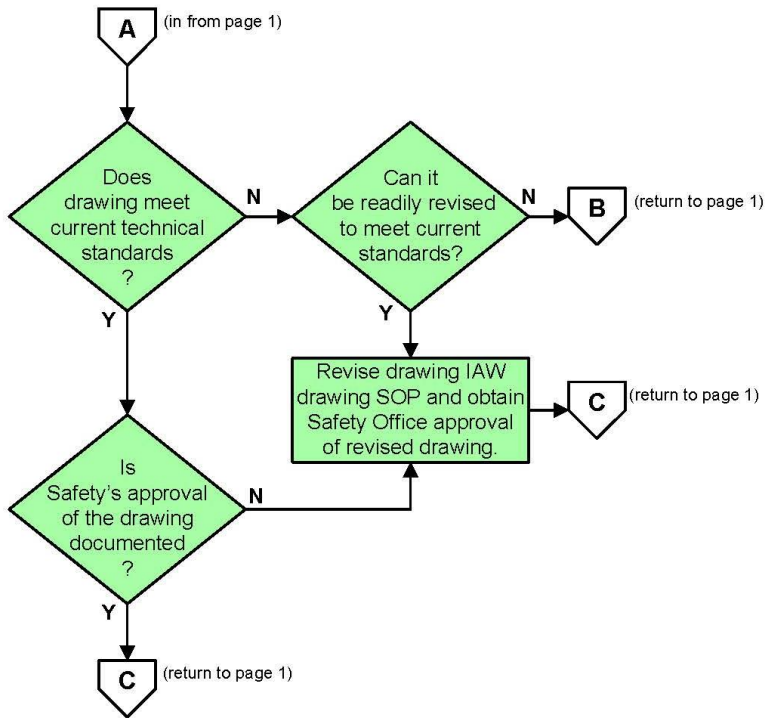 A (in from page 1)
Does
drawing meet
current technical
standards
?
N
Can it
be readily revised
to meet current
standards?
N
B (return to page 1)
Y
Y
Revise drawing IAW
drawing SOP and obtain
Safety Office approval
of revised drawing.
C (return to page 1)
Is
Safety's approval
of the drawing
documented
?
N
Y
C (return to page 1)